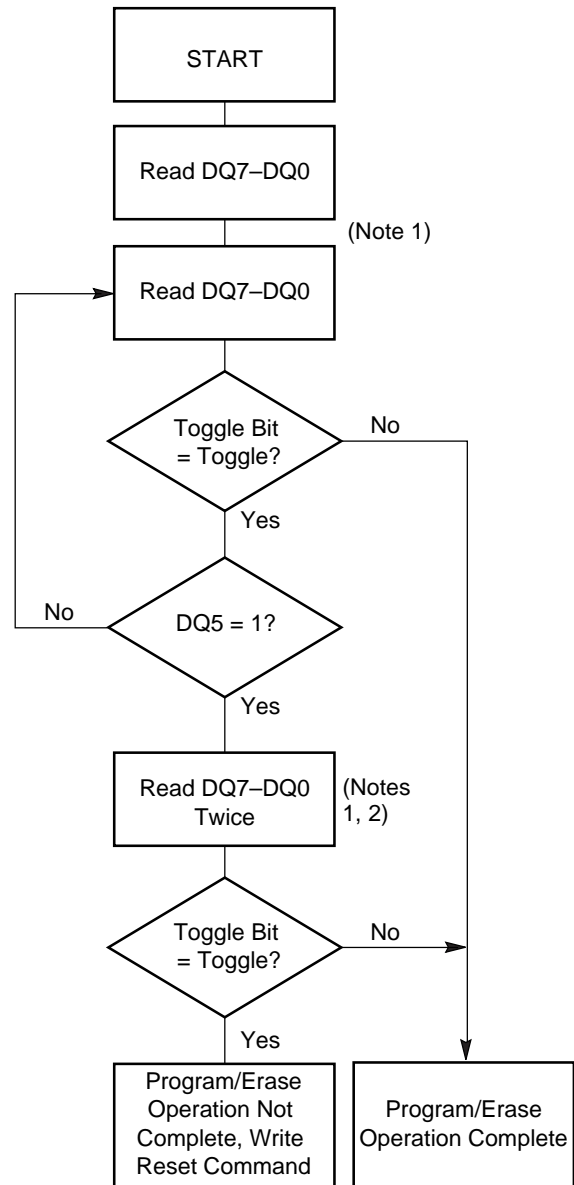 START
Read DQ7–DQ0
(Note 1)
Read DQ7–DQ0
Toggle Bit
= Toggle?
No
Yes
No
DQ5 = 1?
Yes
Read DQ7–DQ0
Twice
(Notes
1, 2)
Toggle Bit
= Toggle?
No
Yes
Program/Erase
Operation Not
Complete, Write
Reset Command
Program/Erase
Operation Complete